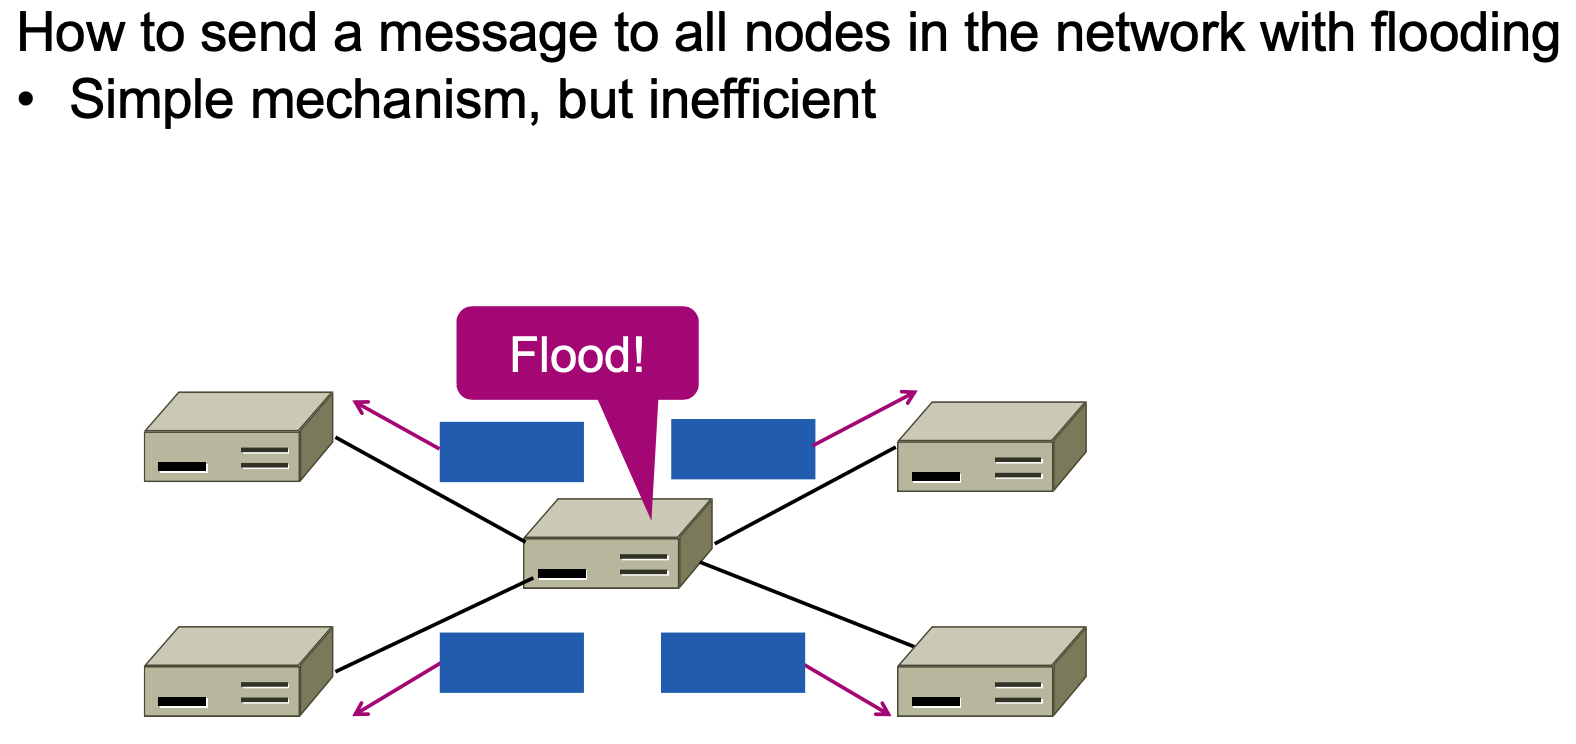 How to send a message to all nodes in the network with flooding
• Simple mechanism, but inefficient
Flood!